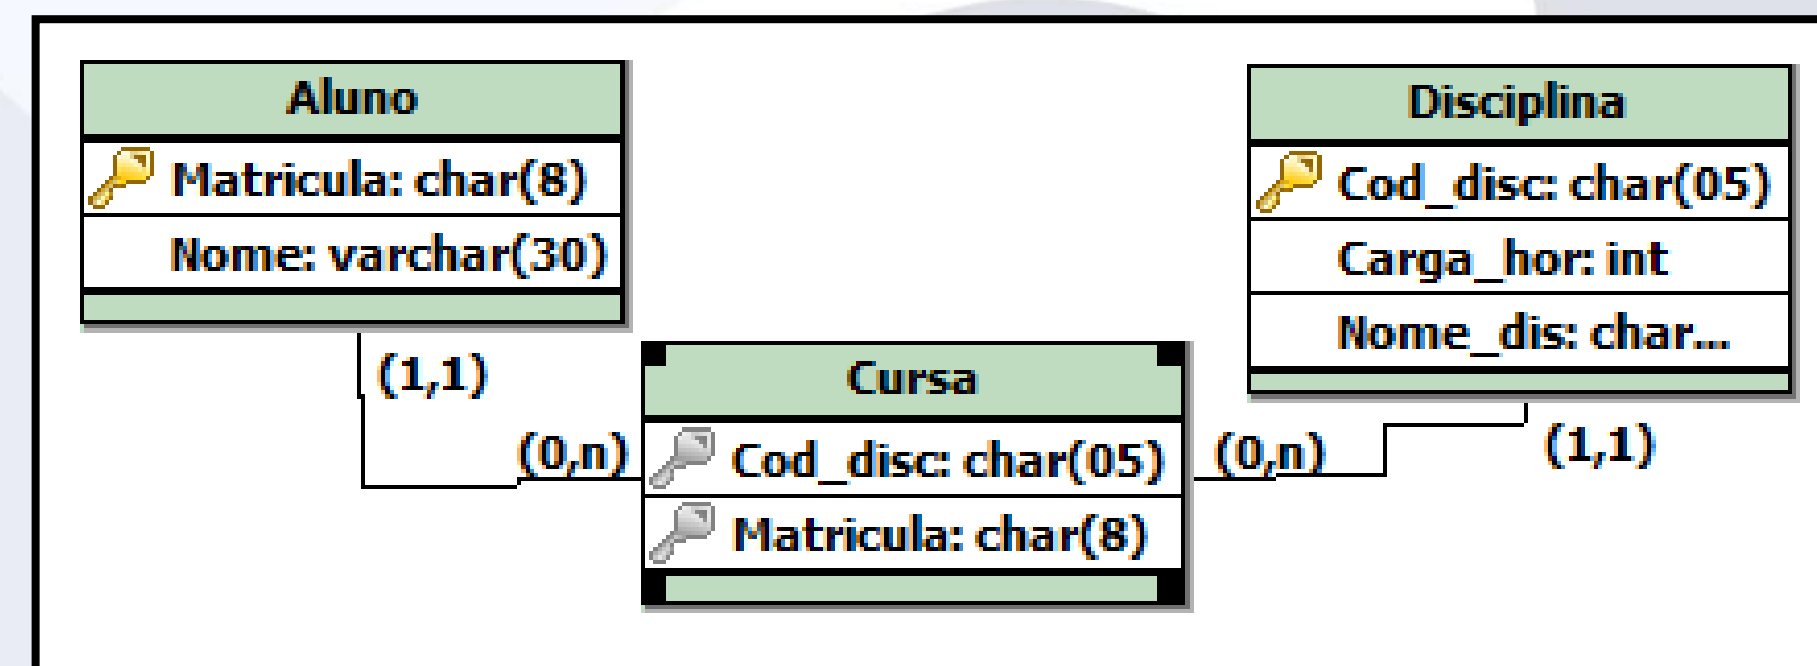 Aluno
Matricula: char(8)
Nome: varchar(30)
(1,1)
(0,n)
Cursa
Cod_disc: char(05)
Matricula: char(8)
(0,n)
(1,1)
Disciplina
Cod_disc: char(05)
Carga_hor: int
Nome_dis: char...